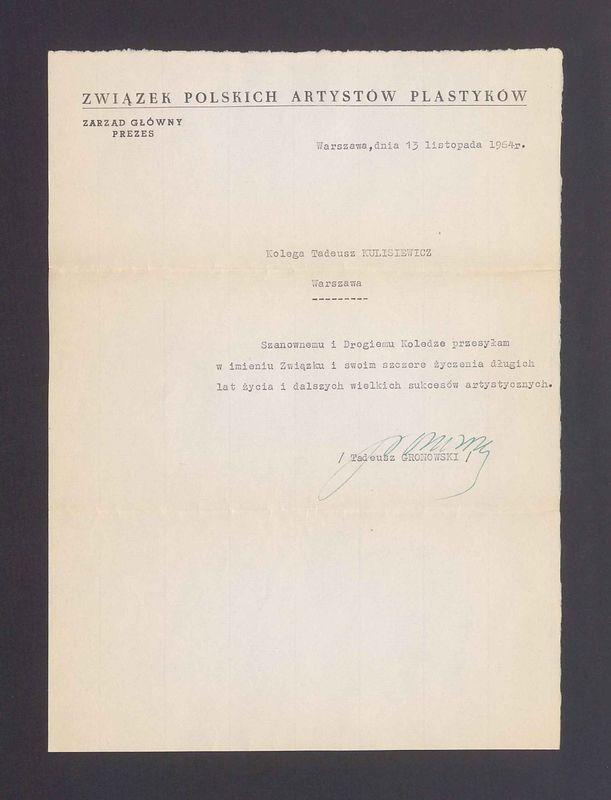 ZWIĄZEK POLSKICH ARTYSTÓW PLASTYKÓW
ZARZĄD GŁÓWNY
PREZES
Warszawa,dnia 13 listopada 1964r.
Kolega Tadeusz KULISIEWICZ
Warszawa
---------
Szanownemu i Drogiemu Koledze przesyłam
w imieniu Związku i swoim szczere życzenia długich
lat życia i dalszych wielkich sukcesów artystycznych.
/ Tadeusz GRONOWSKI /